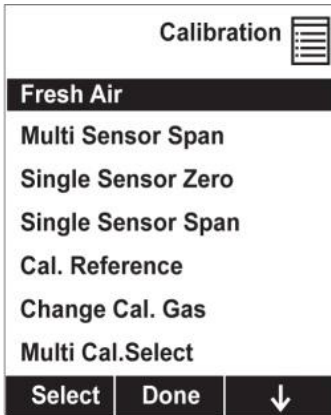 Calibration
Fresh Air
Multi Sensor Span
Single Sensor Zero
Single Sensor Span
Cal. Reference
Change Cal. Gas
Multi Cal.Select
Select Done ↓